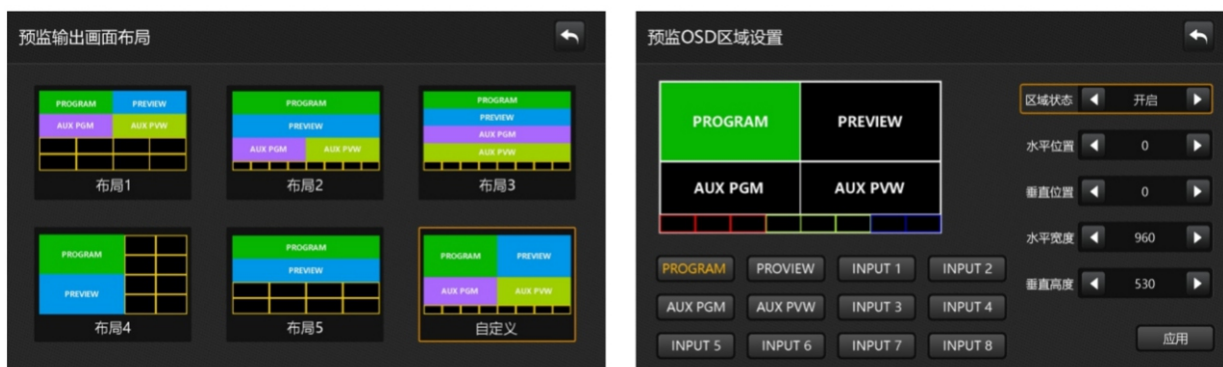 预监输出画面布局
PROGRAM PREVIEW
AUX PGM AUX PVW
布局1
PROGRAM
PREVIEW
AUX PGM AUX PVW
布局2
PROGRAM
PREVIEW
AUX PGM
AUX PVW
布局3
PROGRAM
PREVIEW
布局4
PROGRAM
PREVIEW
布局5
PROGRAM PREVIEW
AUX PGM AUX PVW
自定义
预监OSD区域设置
PROGRAM PREVIEW
AUX PGM AUX PVW
PROGRAM PROVIEW INPUT 1 INPUT 2
AUX PGM AUX PVW INPUT 3 INPUT 4
INPUT 5 INPUT 6 INPUT 7 INPUT 8
区域状态 开启
水平位置 0
垂直位置 0
水平宽度 960
垂直高度 530
应用